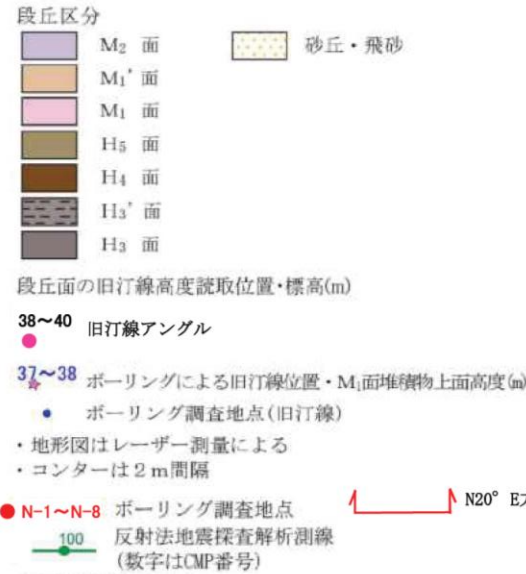 段丘区分
M2 面
砂丘・飛砂
M1' 面
M1 面
H5 面
H4 面
H3' 面
H3 面
段丘面の旧汀線高度読取位置・標高(m)
38～40 旧汀線アングル
37～38 ボーリングによる旧汀線位置・M1面堆積物上面高度(m)
ボーリング調査地点(旧汀線)
・地形図はレーザー測量による
・コンターは2m間隔
N-1～N-8 ボーリング調査地点
N20° E
100 反射法地震探査解析測線
(数字はCMP番号)